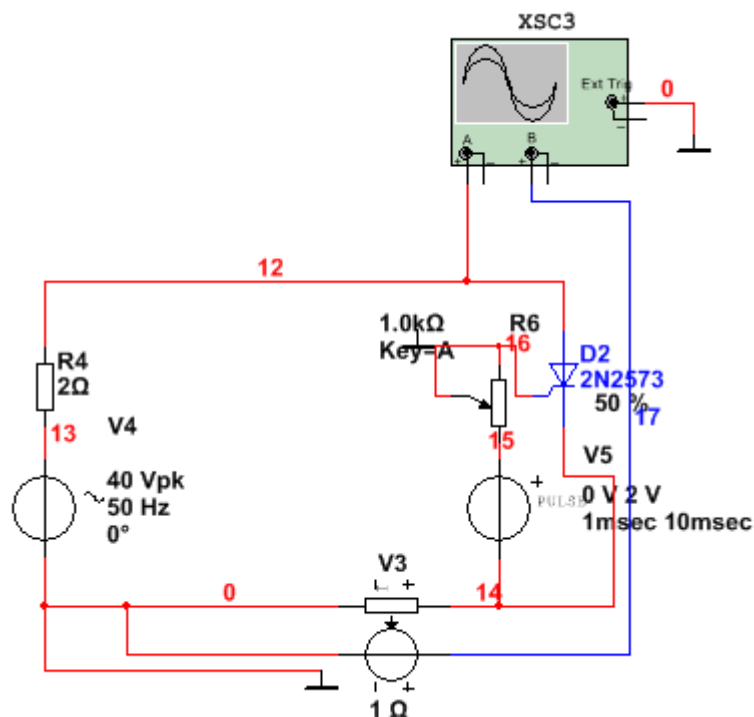 XSC3
Ext Trig
+
0
−
A
B
+
−
+
−
12
1.0kΩ
R6
Key=A
16
D2
2N2573
50 %
17
R4
2Ω
13
V4
15
V5
40 Vpk
50 Hz
0°
+
PULSE
0 V 2 V
1msec 10msec
V3
− +
0
14
− +
1 Ω